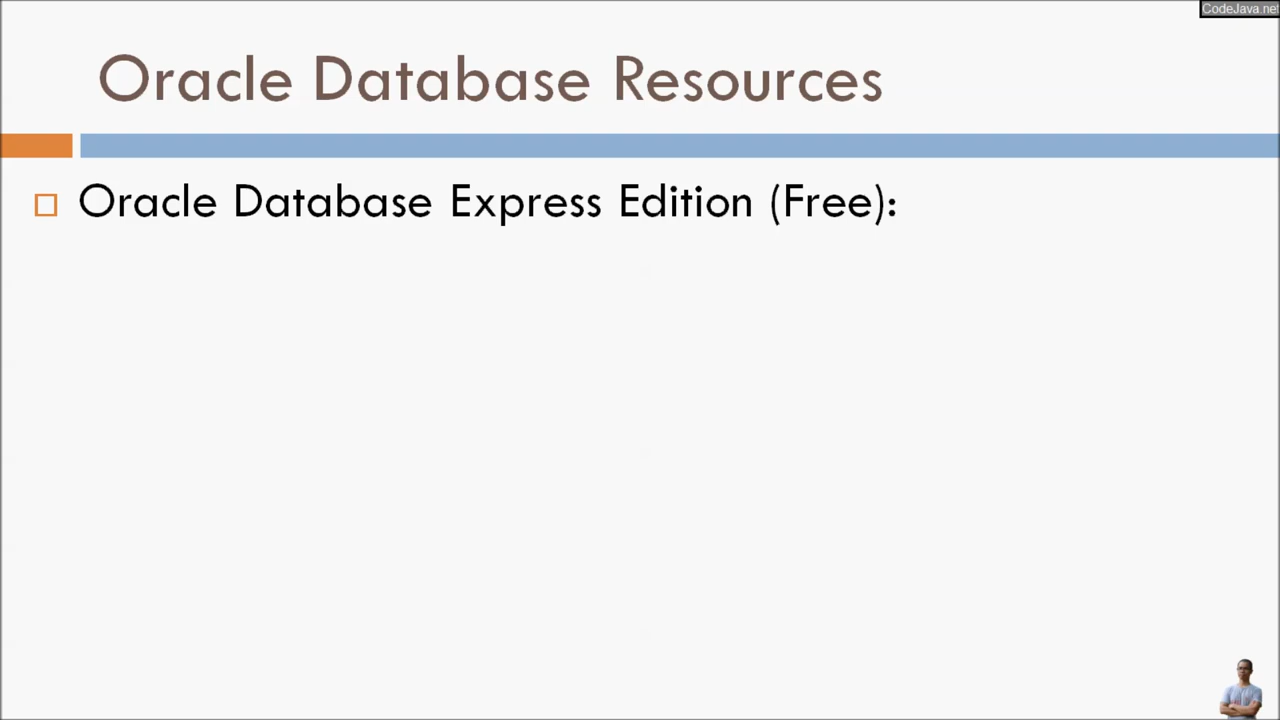 CodeJava.net
Oracle Database Resources
Oracle Database Express Edition (Free):